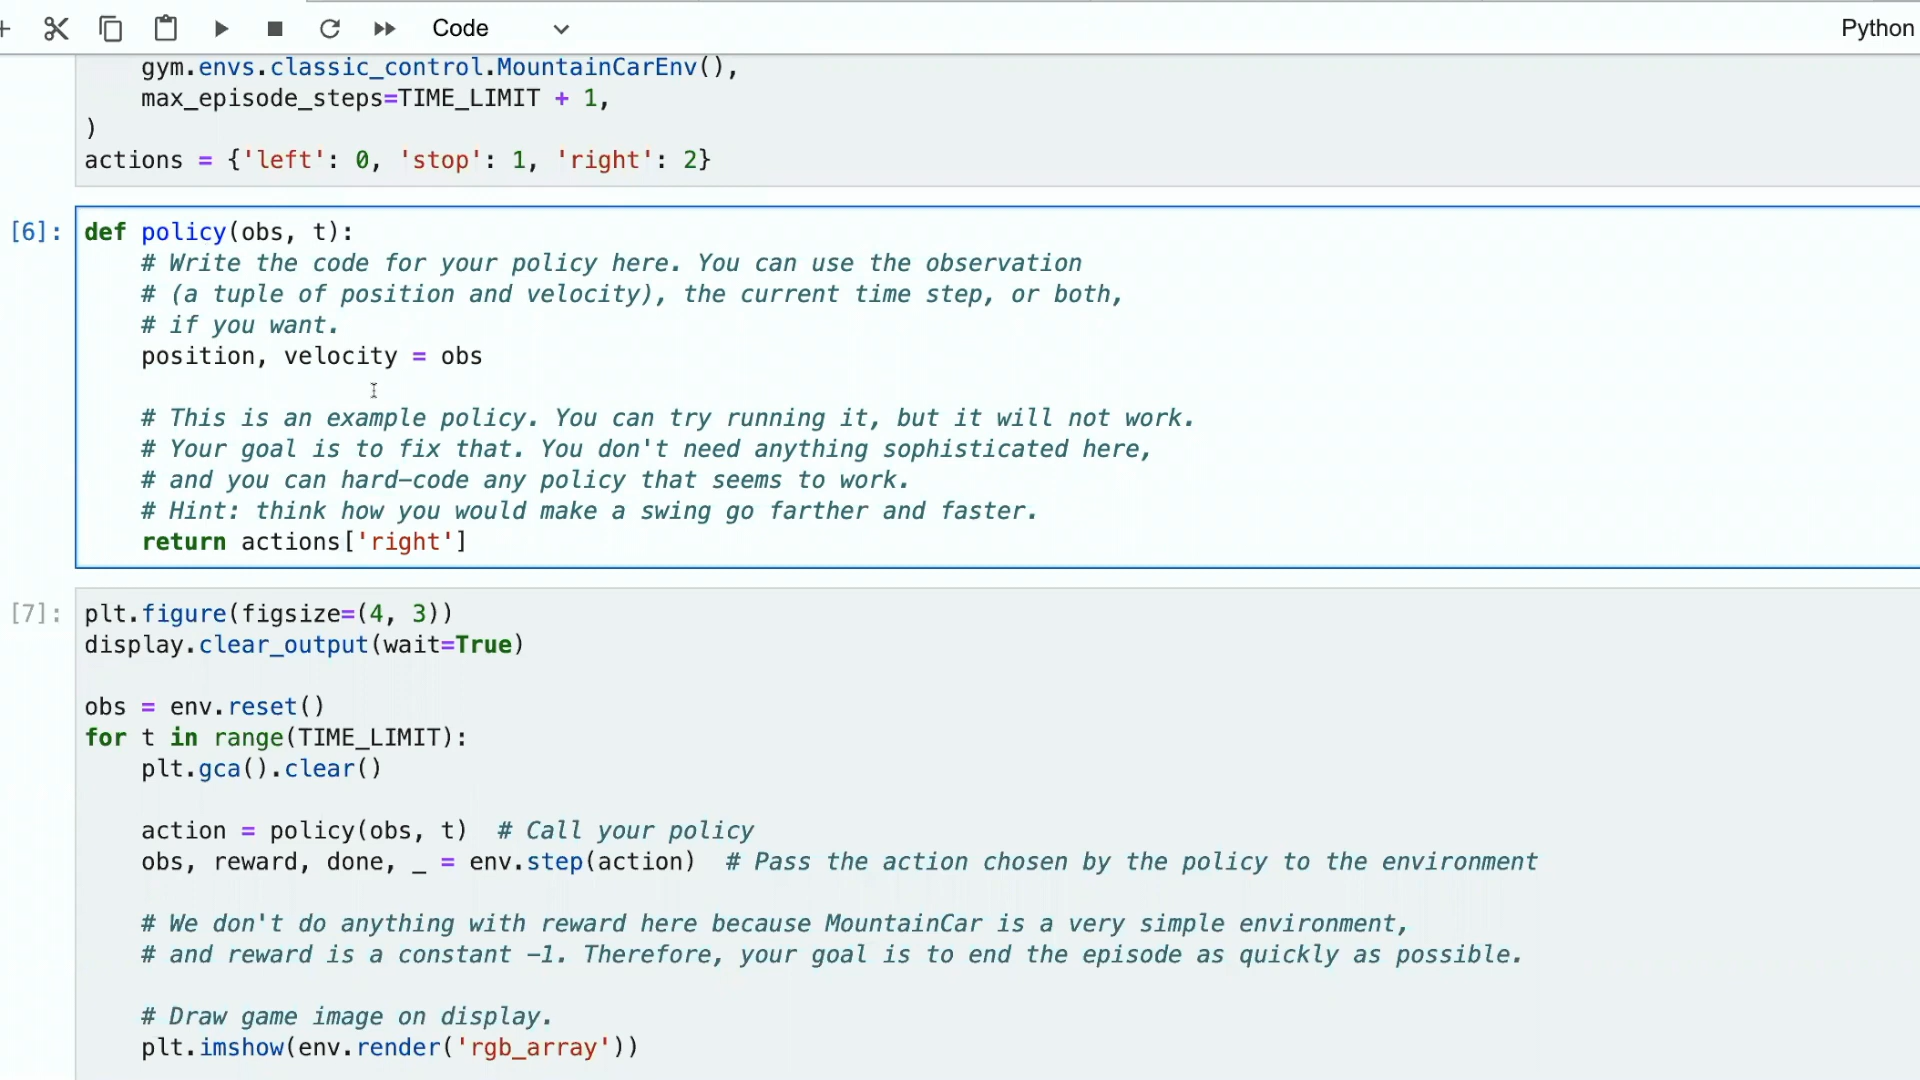 Code
Python
gym.envs.classic_control.MountainCarEnv(),
max_episode_steps=TIME_LIMIT + 1,
)
actions = {'left': 0, 'stop': 1, 'right': 2}
[6]:
def policy(obs, t):
# Write the code for your policy here. You can use the observation
# (a tuple of position and velocity), the current time step, or both,
# if you want.
position, velocity = obs
# This is an example policy. You can try running it, but it will not work.
# Your goal is to fix that. You don't need anything sophisticated here,
# and you can hard-code any policy that seems to work.
# Hint: think how you would make a swing go farther and faster.
return actions['right']
[7]:
plt.figure(figsize=(4, 3))
display.clear_output(wait=True)
obs = env.reset()
for t in range(TIME_LIMIT):
plt.gca().clear()
action = policy(obs, t)  # Call your policy
obs, reward, done, _ = env.step(action)  # Pass the action chosen by the policy to the environment
# We don't do anything with reward here because MountainCar is a very simple environment,
# and reward is a constant -1. Therefore, your goal is to end the episode as quickly as possible.
# Draw game image on display.
plt.imshow(env.render('rgb_array'))